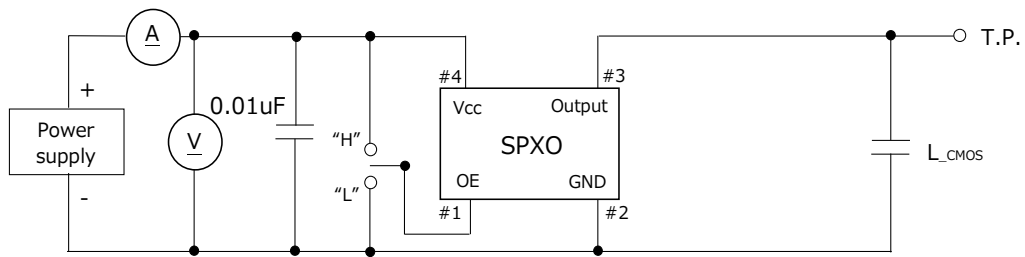 A
T.P.
#4
#3
+
0.01uF
Vcc
Output
Power
supply
V
“H”
SPXO
L_CMOS
“L”
OE
GND
-
#1
#2